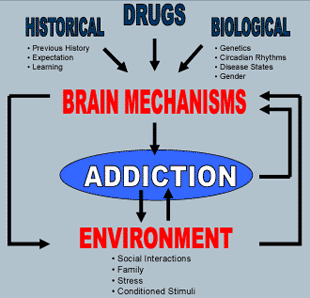 HISTORICAL
• Previous History
• Expectation
• Learning
DRUGS
BIOLOGICAL
• Genetics
• Circadian Rhythms
• Disease States
• Gender
BRAIN MECHANISMS
ADDICTION
ENVIRONMENT
• Social Interactions
• Family
• Stress
• Conditioned Stimuli